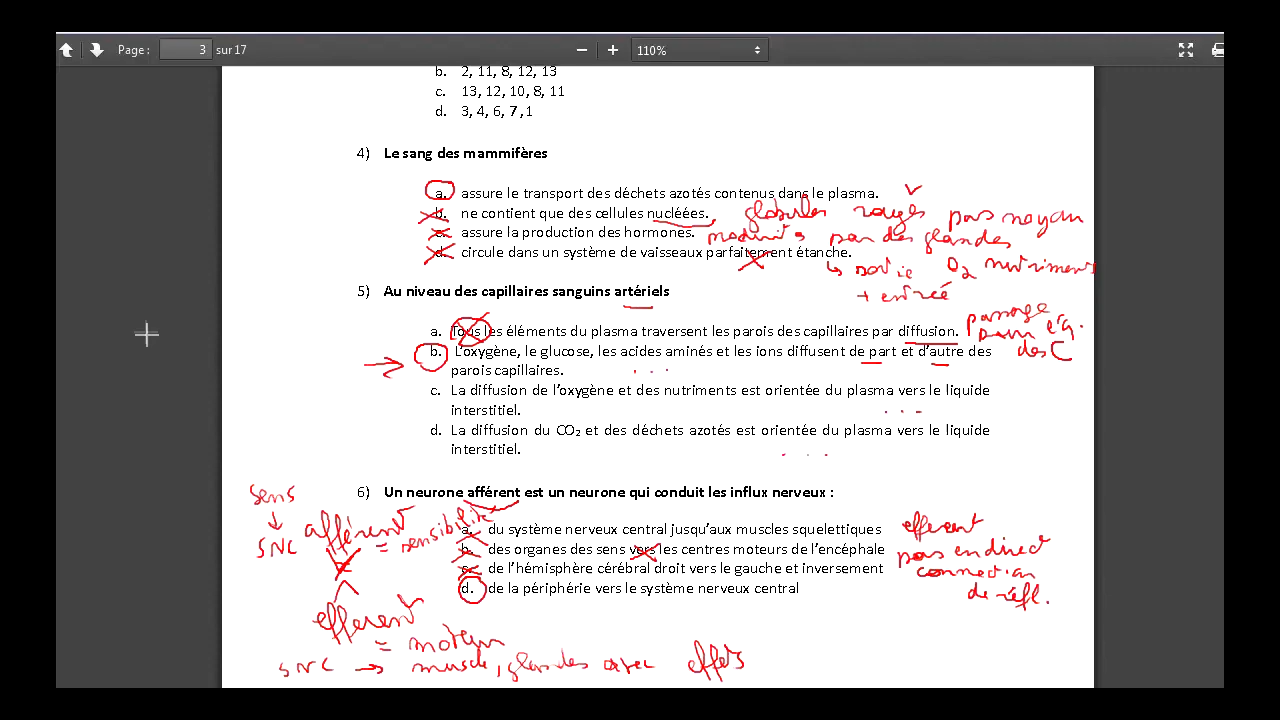 Page : 3 sur 17 110%
b. 2, 11, 8, 12, 13
c. 13, 12, 10, 8, 11
d. 3, 4, 6, 7 ,1
4) Le sang des mammifères
a. assure le transport des déchets azotés contenus dans le plasma.
b. ne contient que des cellules nucléées. globules rouges pas noyau
c. assure la production des hormones. produits par des glandes
d. circule dans un système de vaisseaux parfaitement étanche.
↳ sortie O2 nutriments
+ entrée
5) Au niveau des capillaires sanguins artériels
a. Tous les éléments du plasma traversent les parois des capillaires par diffusion. passage
pour éq.
des C
b. L’oxygène, le glucose, les acides aminés et les ions diffusent de part et d’autre des
parois capillaires.
c. La diffusion de l’oxygène et des nutriments est orientée du plasma vers le liquide
interstitiel.
d. La diffusion du CO₂ et des déchets azotés est orientée du plasma vers le liquide
interstitiel.
6) Un neurone afférent est un neurone qui conduit les influx nerveux :
a. du système nerveux central jusqu’aux muscles squelettiques efferent
b. des organes des sens vers les centres moteurs de l’encéphale pas en direct
c. de l’hémisphère cérébral droit vers le gauche et inversement connection
d. de la périphérie vers le système nerveux central de réfl.
sens
↓
SNC
afférent
= sensibilité
efferent
= moteur
SNC → muscle, glandes avec effets